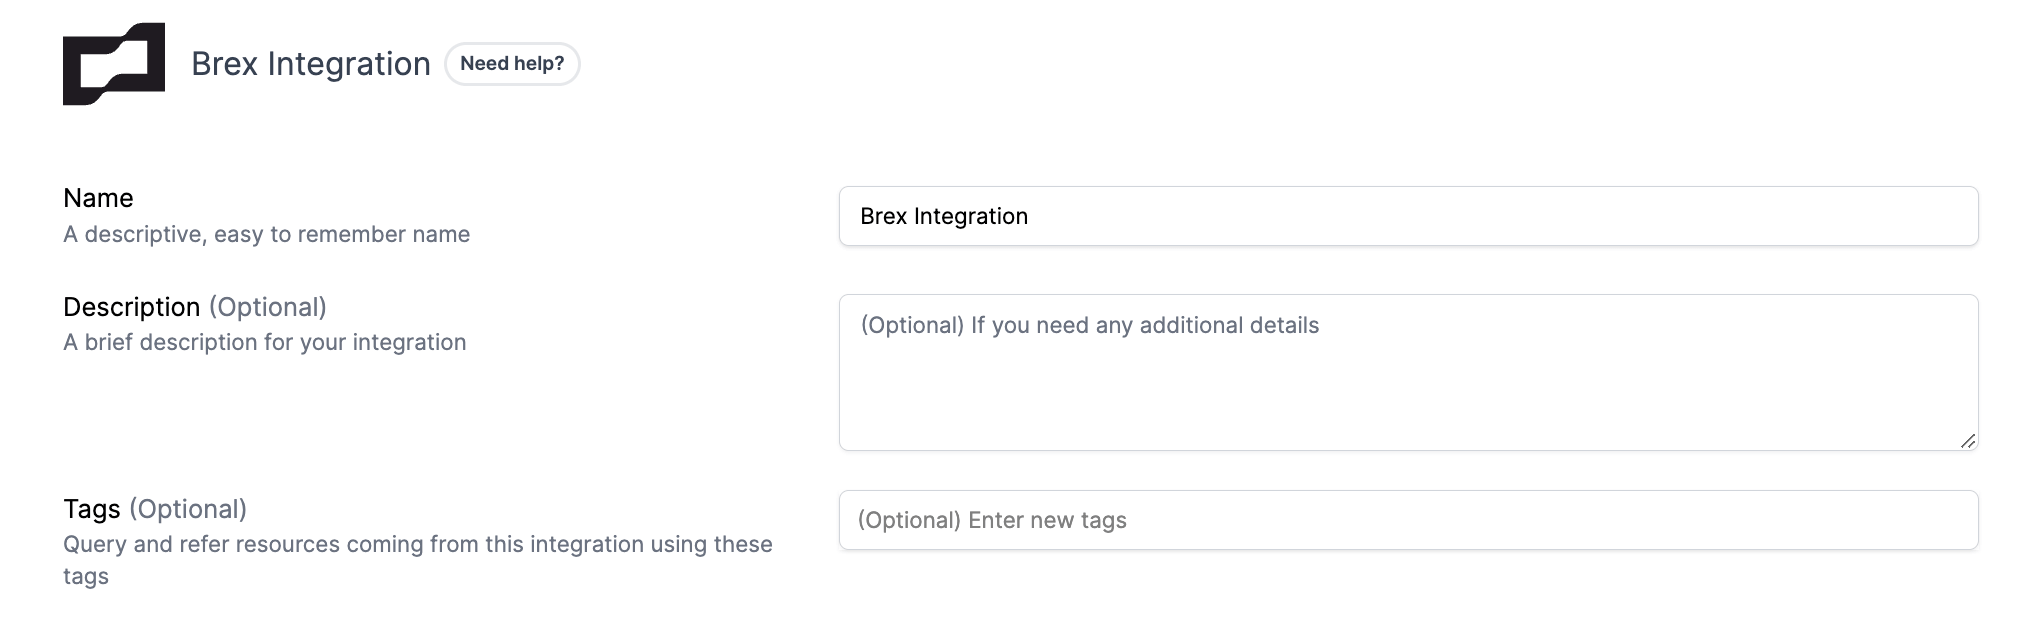 Brex Integration
Need help?
Name
A descriptive, easy to remember name
Brex Integration
Description (Optional)
A brief description for your integration
(Optional) If you need any additional details
Tags (Optional)
Query and refer resources coming from this integration using these
tags
(Optional) Enter new tags